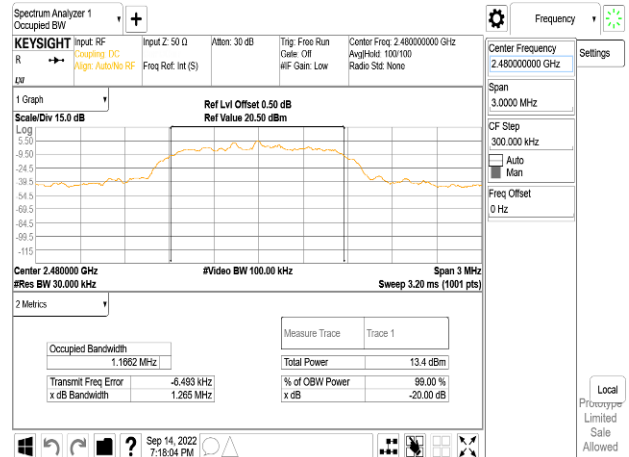 Spectrum Analyzer 1
Occupied BW
+
Frequency
KEYSIGHT
R
Input: RF
Coupling: DC
Align: Auto/No RF
Input Z: 50 Ω
Freq Ref: Int (S)
Atten: 30 dB
Trig: Free Run
Gate: Off
#IF Gain: Low
Center Freq: 2.480000000 GHz
Avg|Hold: 100/100
Radio Std: None
Center Frequency
2.480000000 GHz
Settings
Span
3.0000 MHz
CF Step
300.000 kHz
Auto
Man
Freq Offset
0 Hz
1 Graph
Scale/Div 15.0 dB
Ref Lvl Offset 0.50 dB
Ref Value 20.50 dBm
Log
5.50
-9.50
-24.5
-39.5
-54.5
-69.5
-84.5
-99.5
-115
Center 2.480000 GHz
#Video BW 100.00 kHz
Span 3 MHz
#Res BW 30.000 kHz
Sweep 3.20 ms (1001 pts)
2 Metrics
Measure Trace
Trace 1
Occupied Bandwidth
1.1662 MHz
Total Power
13.4 dBm
Transmit Freq Error
-6.493 kHz
% of OBW Power
99.00 %
x dB Bandwidth
1.265 MHz
x dB
-20.00 dB
Local
Prototype
Limited
Sale
Allowed
?
Sep 14, 2022
7:18:04 PM